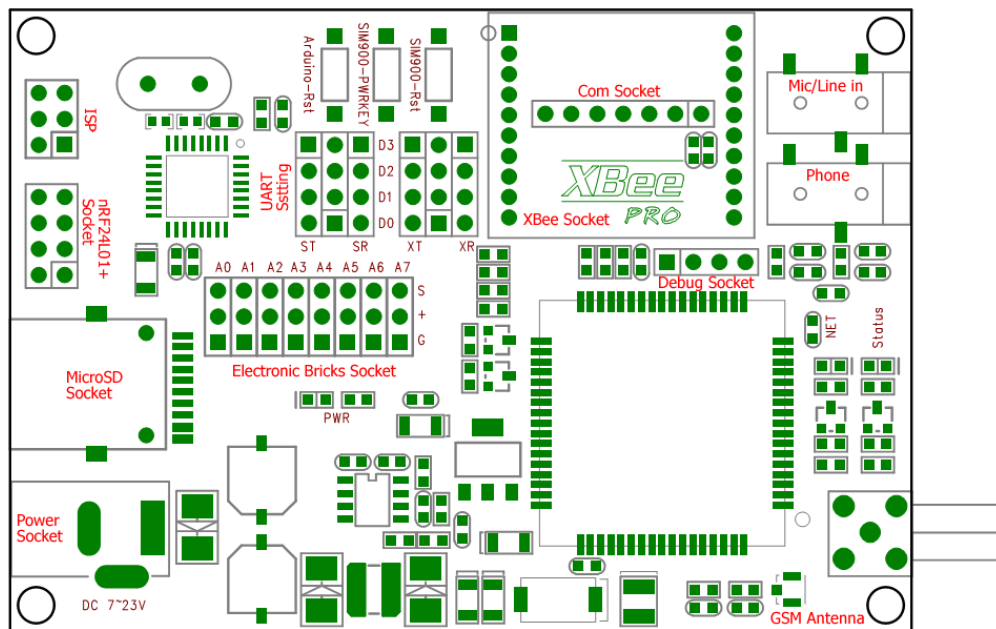 Arduino-Rst
SIM900-PWRKEY
SIM900-Rst
Com Socket
Mic/Line in
ISP
D3
D2
D1
D0
UART
Sstting
ST
SR
XT
XR
XBee
PRO
XBee Socket
Phone
nRF24L01+
Socket
A0 A1 A2 A3 A4 A5 A6 A7
S
+
G
Electronic Bricks Socket
Debug Socket
NET
Status
MicroSD
Socket
PWR
Power
Socket
DC 7~23V
GSM Antenna